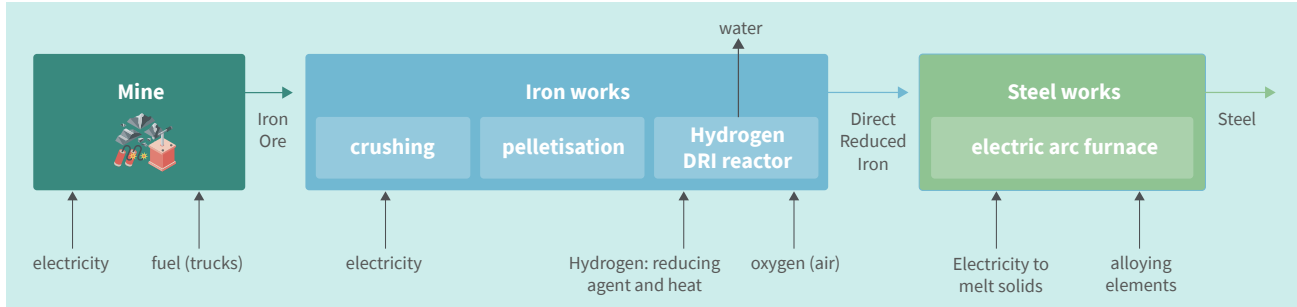 water
Mine
Iron
Ore
Iron works
crushing
pelletisation
Hydrogen
DRI reactor
Direct
Reduced
Iron
Steel works
electric arc furnace
Steel
electricity
fuel (trucks)
electricity
Hydrogen: reducing
agent and heat
oxygen (air)
Electricity to
melt solids
alloying
elements